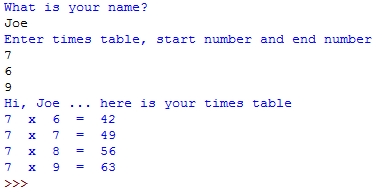 What is your name?
Joe
Enter times table, start number and end number
7
6
9
Hi, Joe ... here is your times table
7  x  6  =  42
7  x  7  =  49
7  x  8  =  56
7  x  9  =  63
>>>